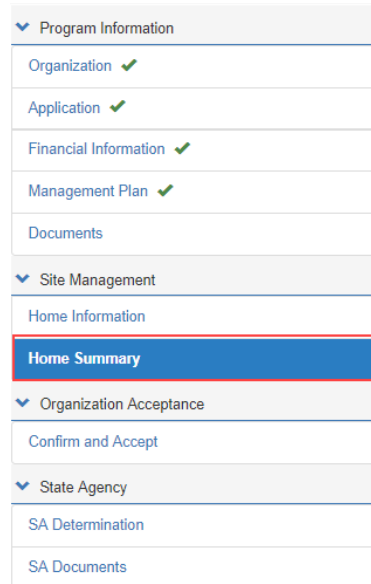 Program Information
Organization
Application
Financial Information
Management Plan
Documents
Site Management
Home Information
Home Summary
Organization Acceptance
Confirm and Accept
State Agency
SA Determination
SA Documents